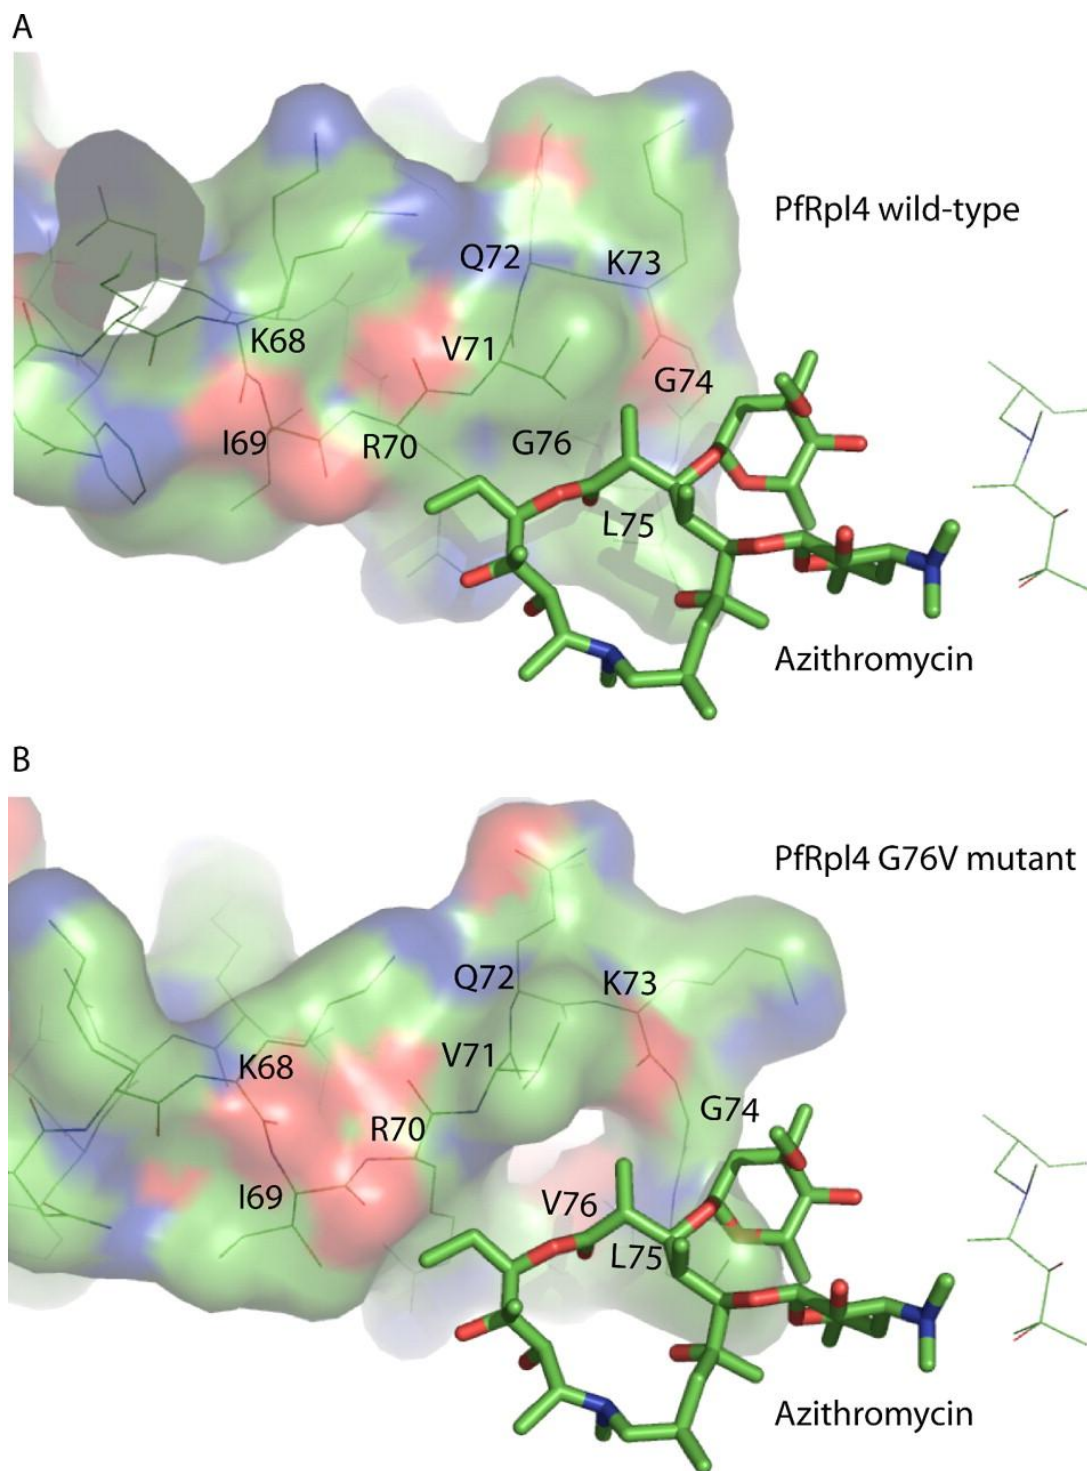 A
PfRpl4 wild-type
Q72
K73
K68
V71
G74
I69
R70
G76
L75
Azithromycin
B
PfRpl4 G76V mutant
Q72
K73
V71
K68
G74
R70
I69
V76
L75
Azithromycin